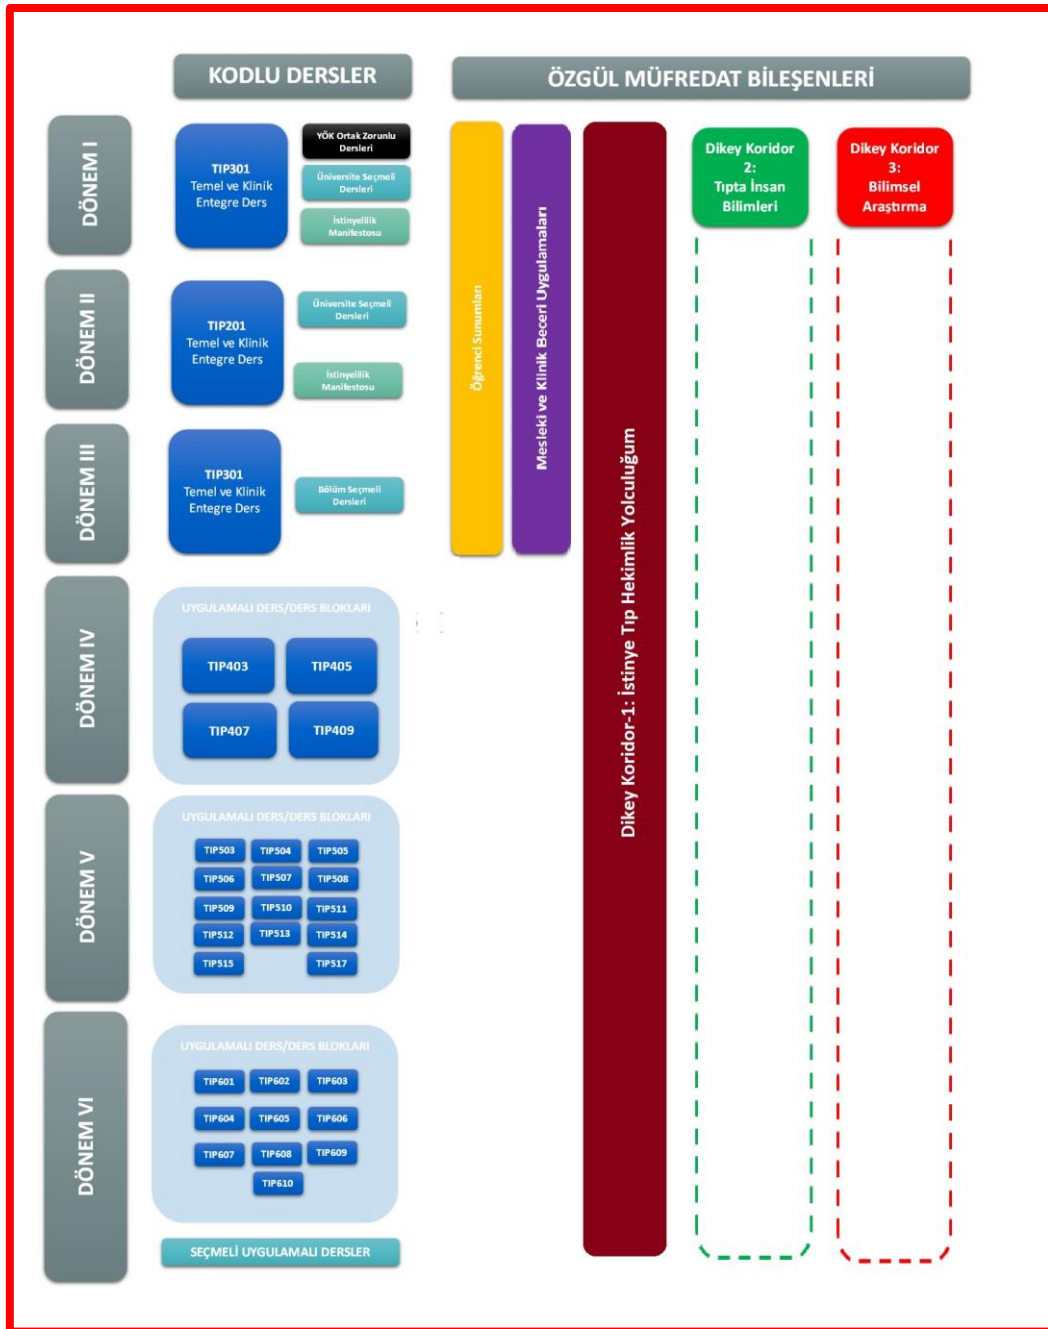 KODLU DERSLER
ÖZGÜL MÜFREDAT BİLEŞENLERİ
DÖNEM I
TIP301
Temel ve Klinik
Entegre Ders
YÖK Ortak Zorunlu
Dersleri
Üniversite Seçmeli
Dersleri
İstinyelilik
Manifestosu
Öğrenci Sunumları
Mesleki ve Klinik Beceri Uygulamaları
Dikey Koridor-1: İstinye Tıp Hekimlik Yolculuğum
Dikey Koridor
2:
Tıpta İnsan
Bilimleri
Dikey Koridor
3:
Bilimsel
Araştırma
DÖNEM II
TIP201
Temel ve Klinik
Entegre Ders
Üniversite Seçmeli
Dersleri
İstinyelilik
Manifestosu
DÖNEM III
TIP301
Temel ve Klinik
Entegre Ders
Bölüm Seçmeli
Dersleri
DÖNEM IV
UYGULAMALI DERS/DERS BLOKLARI
TIP403
TIP405
TIP407
TIP409
DÖNEM V
UYGULAMALI DERS/DERS BLOKLARI
TIP503
TIP504
TIP505
TIP506
TIP507
TIP508
TIP509
TIP510
TIP511
TIP512
TIP513
TIP514
TIP515
TIP517
DÖNEM VI
UYGULAMALI DERS/DERS BLOKLARI
TIP601
TIP602
TIP603
TIP604
TIP605
TIP606
TIP607
TIP608
TIP609
TIP610
SEÇMELİ UYGULAMALI DERSLER